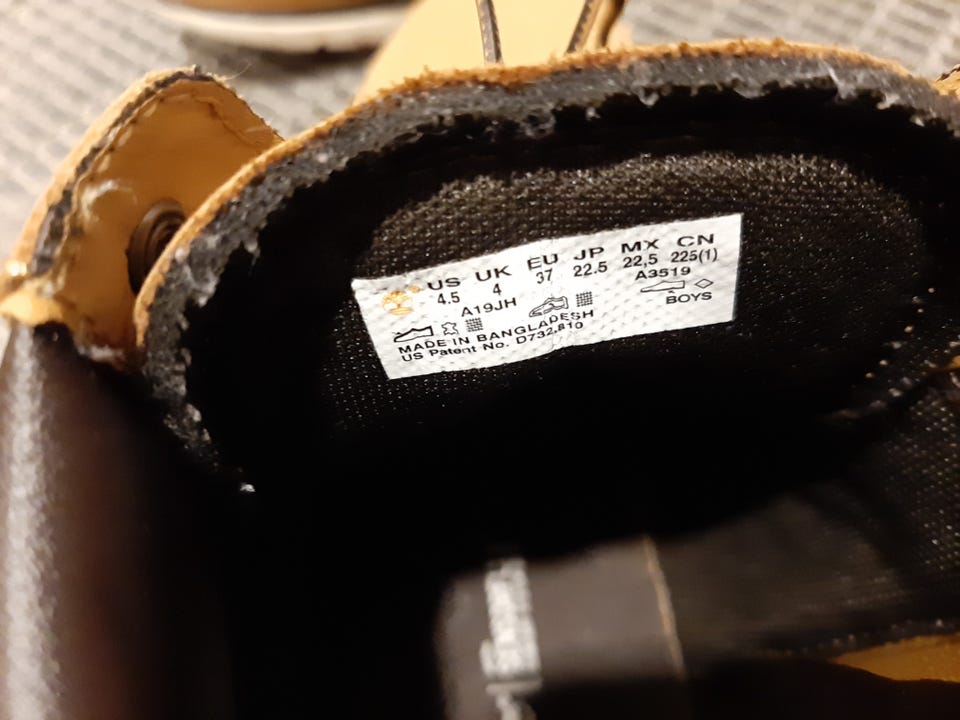 US UK EU JP MX CN
4.5 4 37 22.5 22,5 225(1)
A19JH A3519
BOYS
MADE IN BANGLADESH
US Patent No. D732,810